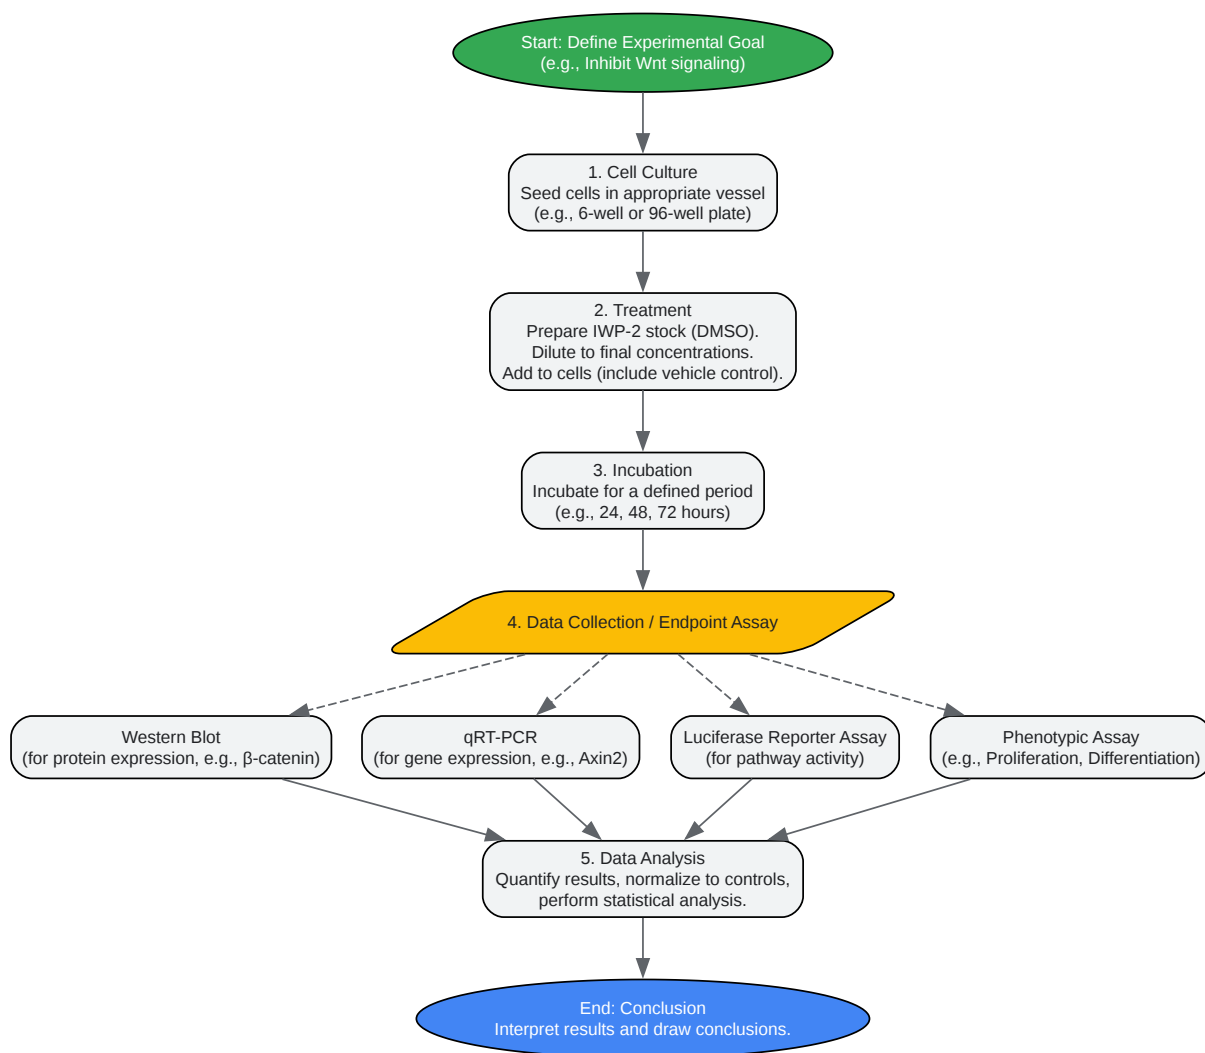 Start: Define Experimental Goal
(e.g., Inhibit Wnt signaling)
1. Cell Culture
Seed cells in appropriate vessel
(e.g., 6-well or 96-well plate)
2. Treatment
Prepare IWP-2 stock (DMSO).
Dilute to final concentrations.
Add to cells (include vehicle control).
3. Incubation
Incubate for a defined period
(e.g., 24, 48, 72 hours)
4. Data Collection / Endpoint Assay
Western Blot
(for protein expression, e.g., β-catenin)
qRT-PCR
(for gene expression, e.g., Axin2)
Luciferase Reporter Assay
(for pathway activity)
Phenotypic Assay
(e.g., Proliferation, Differentiation)
5. Data Analysis
Quantify results, normalize to controls,
perform statistical analysis.
End: Conclusion
Interpret results and draw conclusions.